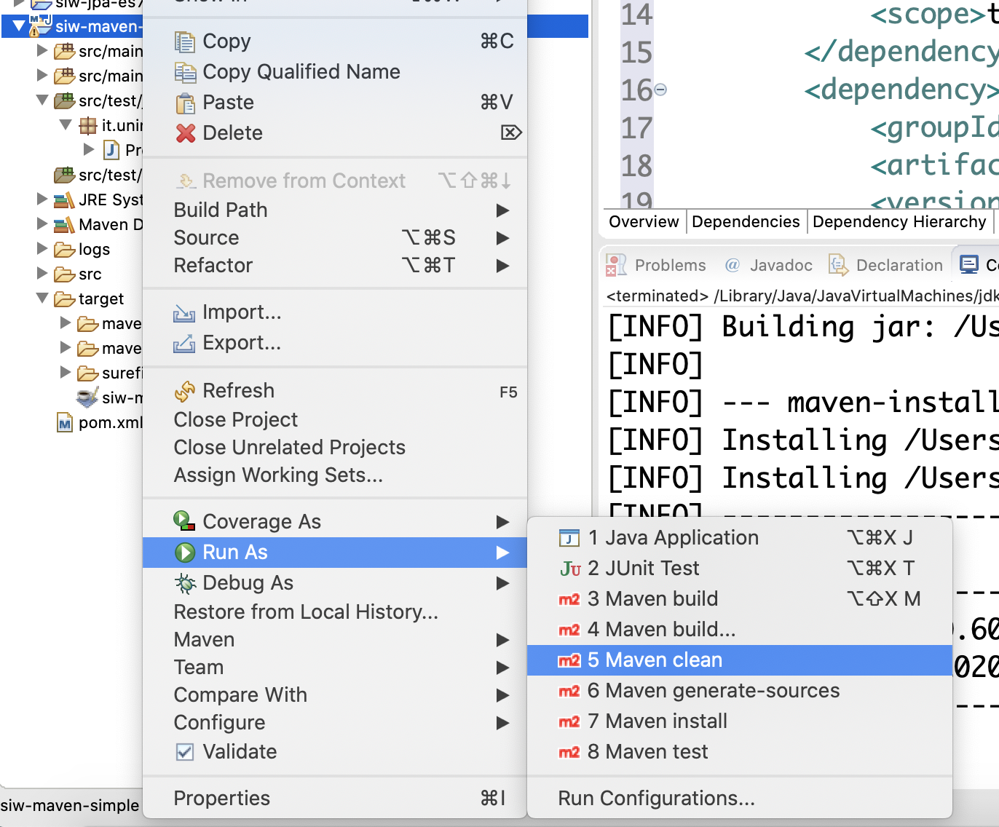 siw-jpa-es7
siw-maven-
src/main
src/main
src/test/
it.unir
Pr
src/test/
JRE Syst
Maven D
logs
src
target
mave
mave
surefi
siw-m
pom.xml
siw-maven-simple
Copy ⌘C
Copy Qualified Name
Paste ⌘V
Delete ⌦
Remove from Context ⌥⇧⌘↓
Build Path
Source ⌥⌘S
Refactor ⌥⌘T
Import...
Export...
Refresh F5
Close Project
Close Unrelated Projects
Assign Working Sets...
Coverage As
Run As
Debug As
Restore from Local History...
Maven
Team
Compare With
Configure
Validate
Properties ⌘I
1 Java Application ⌥⌘X J
2 JUnit Test ⌥⌘X T
3 Maven build ⌥⇧X M
4 Maven build...
5 Maven clean
6 Maven generate-sources
7 Maven install
8 Maven test
Run Configurations...
14 <scope>t
15 </dependency
16 <dependency>
17 <groupId
18 <artifac
19 <version
Overview Dependencies Dependency Hierarchy
Problems @ Javadoc Declaration Co
<terminated> /Library/Java/JavaVirtualMachines/jdk
[INFO] Building jar: /Us
[INFO]
[INFO] --- maven-install
[INFO] Installing /Users
[INFO] Installing /Users
[INFO] -----------------
---
.60
020
---